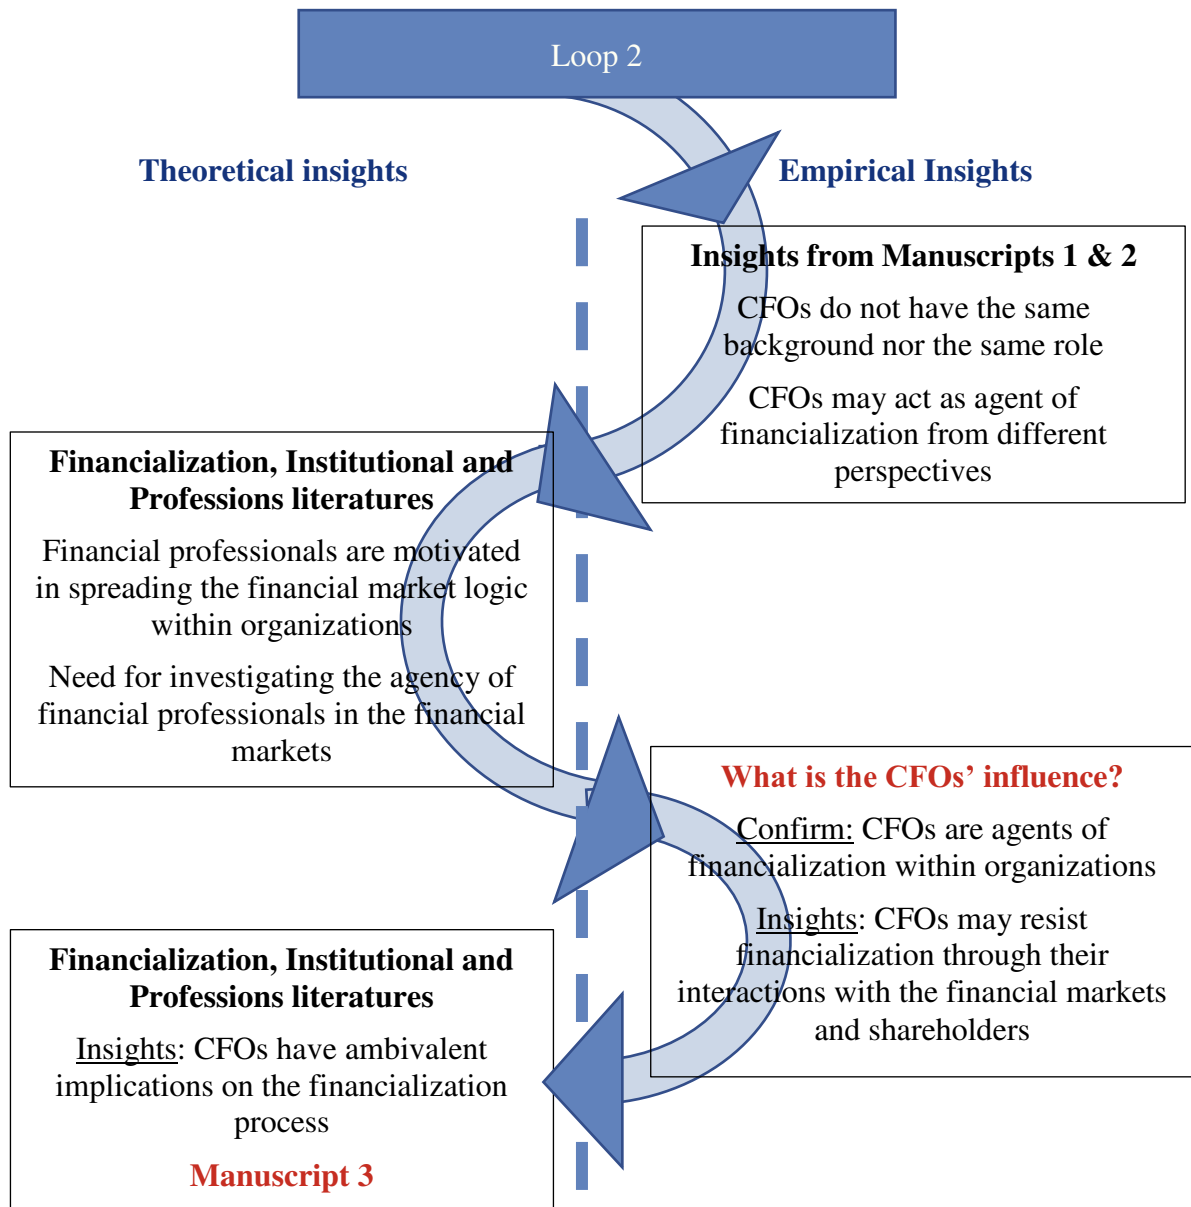 Loop 2
Theoretical insights
Empirical Insights
Insights from Manuscripts 1 & 2
CFOs do not have the same
background nor the same role
CFOs may act as agent of
financialization from different
perspectives
Financialization, Institutional and
Professions literatures
Financial professionals are motivated
in spreading the financial market logic
within organizations
Need for investigating the agency of
financial professionals in the financial
markets
What is the CFOs’ influence?
Confirm: CFOs are agents of
financialization within organizations
Insights: CFOs may resist
financialization through their
interactions with the financial markets
and shareholders
Financialization, Institutional and
Professions literatures
Insights: CFOs have ambivalent
implications on the financialization
process
Manuscript 3